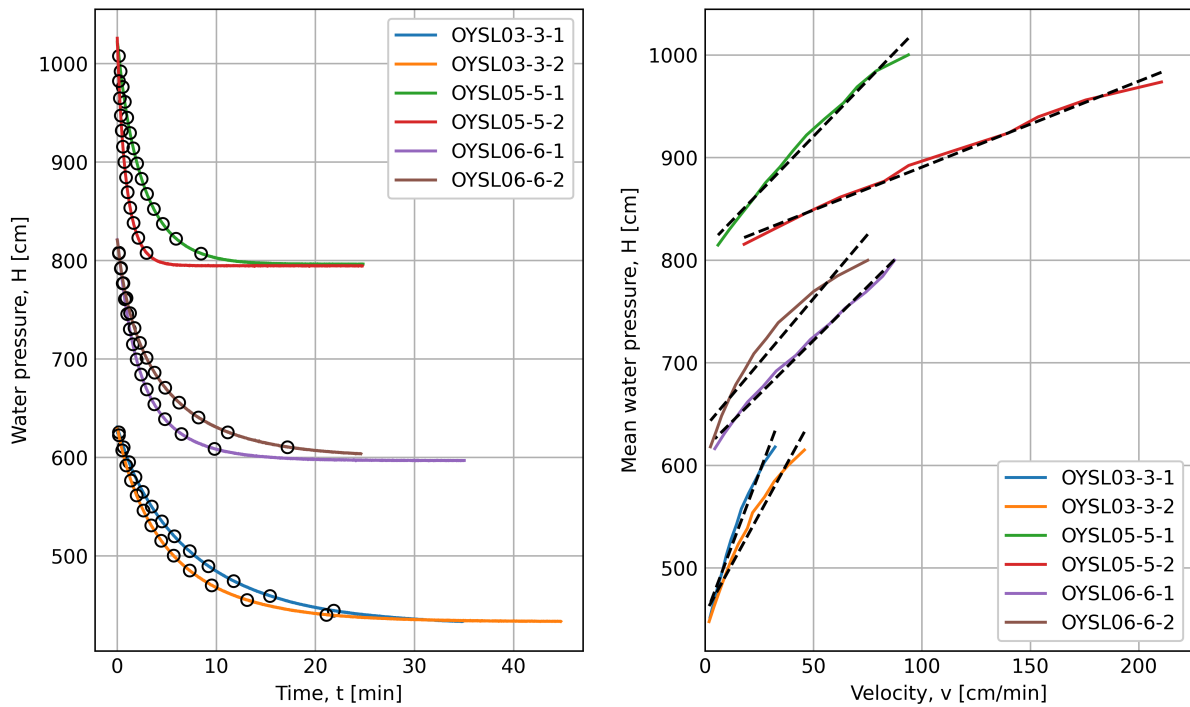 Water pressure, H [cm]
1000
900
800
700
600
500
0
10
20
30
40
Time, t [min]
OYSL03-3-1
OYSL03-3-2
OYSL05-5-1
OYSL05-5-2
OYSL06-6-1
OYSL06-6-2
Mean water pressure, H [cm]
1000
900
800
700
600
500
0
50
100
150
200
Velocity, v [cm/min]
OYSL03-3-1
OYSL03-3-2
OYSL05-5-1
OYSL05-5-2
OYSL06-6-1
OYSL06-6-2